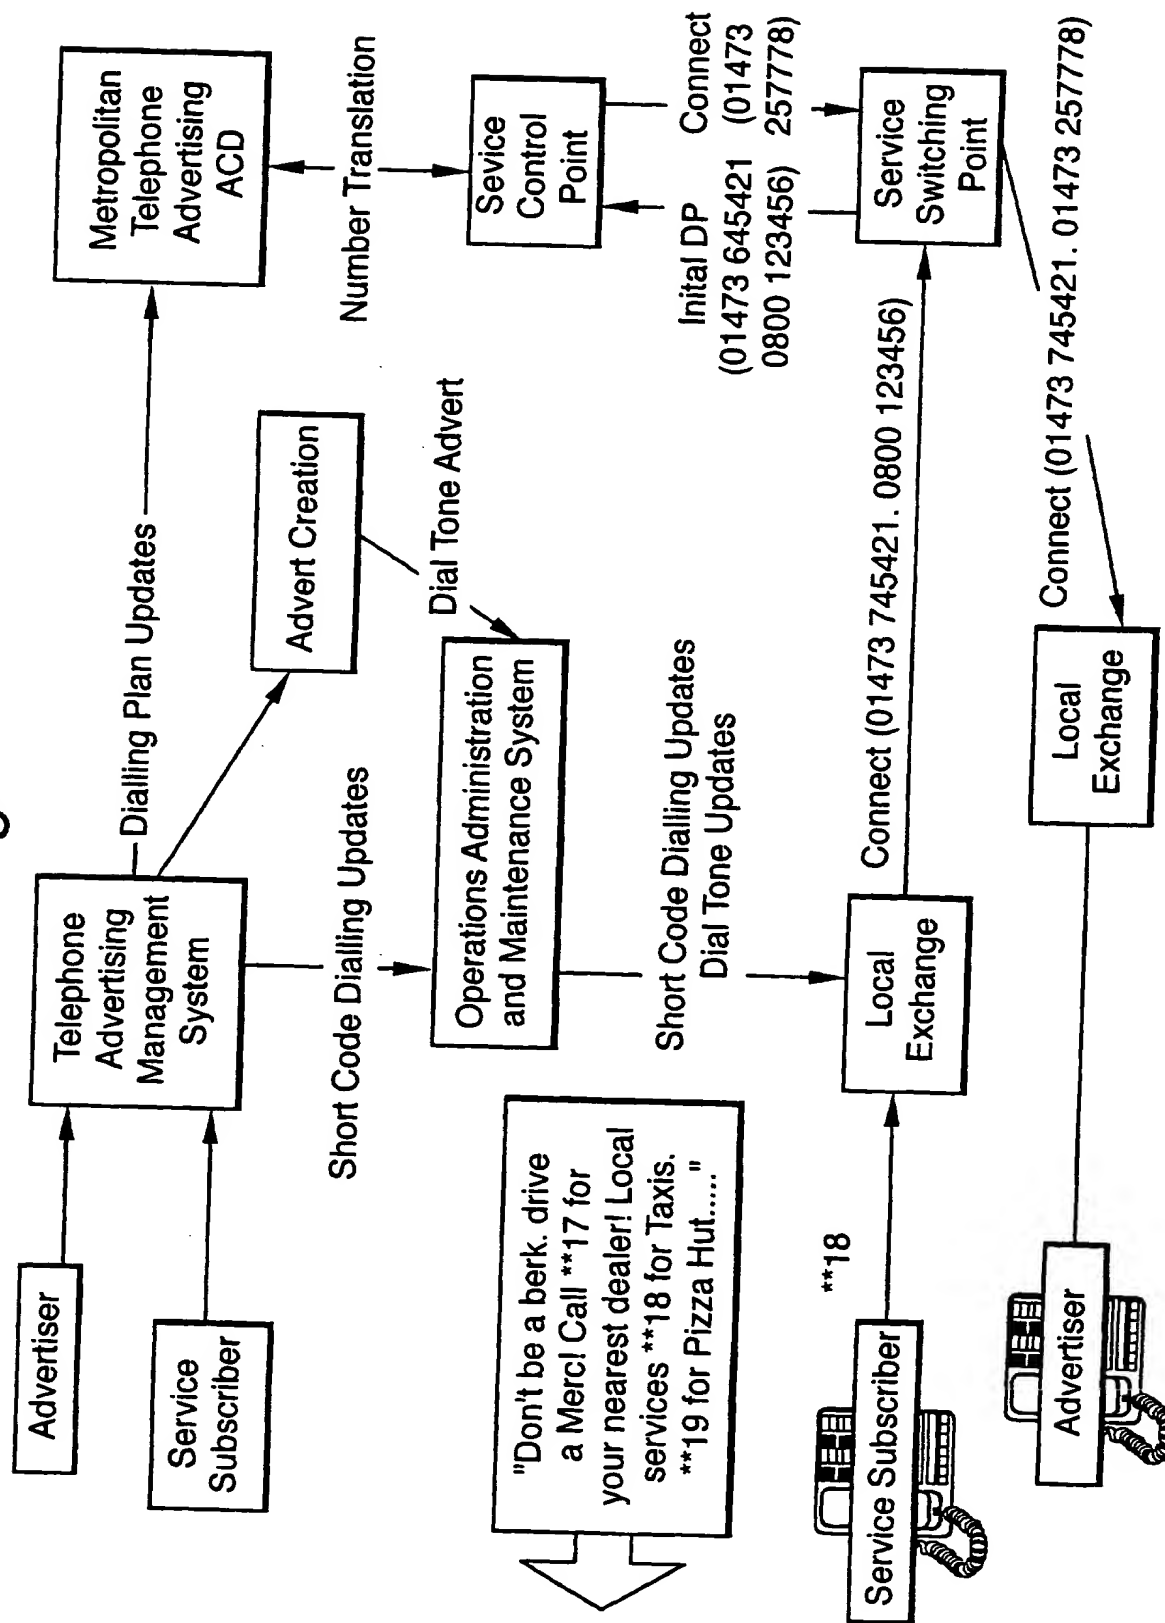 Advertiser
Service
Subscriber
Telephone
Advertising
Management
System
Dialling Plan Updates
Metropolitan
Telephone
Advertising
ACD
Advert Creation
Number Translation
Short Code Dialling Updates
Dial Tone Advert
Operations Administration
and Maintenance System
Sevice
Control
Point
"Don't be a berk. drive
a Merc! Call **17 for
your nearest dealer! Local
services **18 for Taxis.
**19 for Pizza Hut....."
Short Code Dialling Updates
Dial Tone Updates
Inital DP
(01473 645421
0800 123456)
Connect
(01473
257778)
Service Subscriber
**18
Local
Exchange
Connect (01473 745421. 0800 123456)
Service
Switching
Point
Advertiser
Local
Exchange
Connect (01473 745421. 01473 257778)